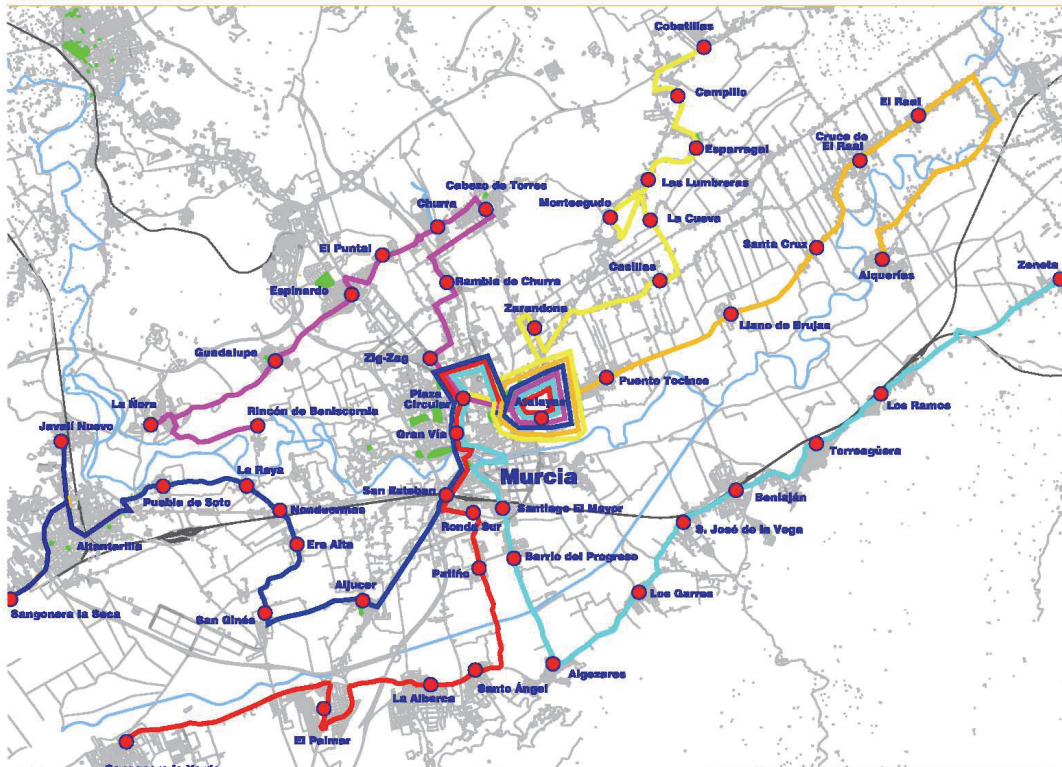 Cobatillas
Campillo
El Raal
Cruce de
El Raal
Esparragal
Las Lumbreras
Cabezo de Torres
Churra
Monteagudo
La Cueva
El Puntal
Santa Cruz
Alquerías
Zeneta
Casillas
Rambla de Churra
Espinardo
Zarandona
Llano de Brujas
Guadalupe
Zig-Zag
Puente Tocinos
Plaza
Circular
Atalayas
La Ñora
Rincón de Beniscornia
Javalí Nuevo
Gran Vía
Los Ramos
Torreagüera
La Raya
Murcia
Puebla de Soto
San Esteban
Beniaján
Nonduermas
Santiago El Mayor
Ronda Sur
S. José de la Vega
Alcantarilla
Era Alta
Barrio del Progreso
Patiño
Aljucer
Los Garres
Sangonera la Seca
San Ginés
Algezares
Santo Ángel
La Alberca
El Palmar